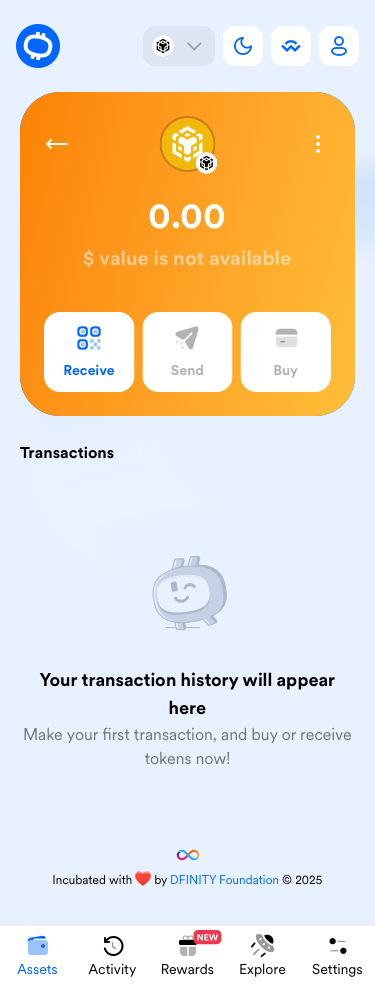 0.00
$ value is not available
Receive
Send
Buy
Transactions
Your transaction history will appear
here
Make your first transaction, and buy or receive
tokens now!
Incubated with ❤️ by DFINITY Foundation © 2025
NEW
Assets
Activity
Rewards
Explore
Settings